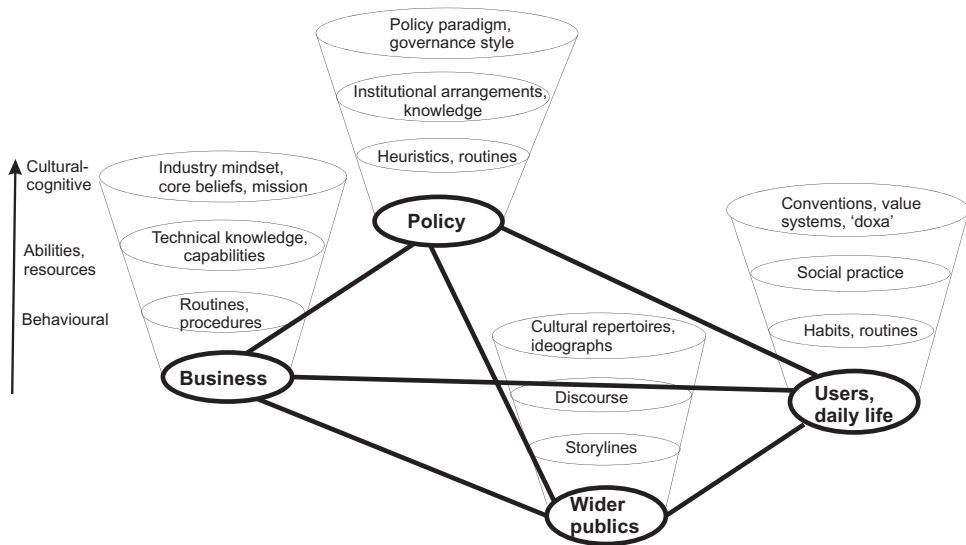 Policy paradigm,
governance style
Institutional arrangements,
knowledge
Heuristics, routines
Policy
Cultural-
cognitive
Abilities,
resources
Behavioural
Industry mindset,
core beliefs, mission
Technical knowledge,
capabilities
Routines,
procedures
Business
Conventions, value
systems, ‘doxa’
Social practice
Habits, routines
Users,
daily life
Cultural repertoires,
ideographs
Discourse
Storylines
Wider
publics